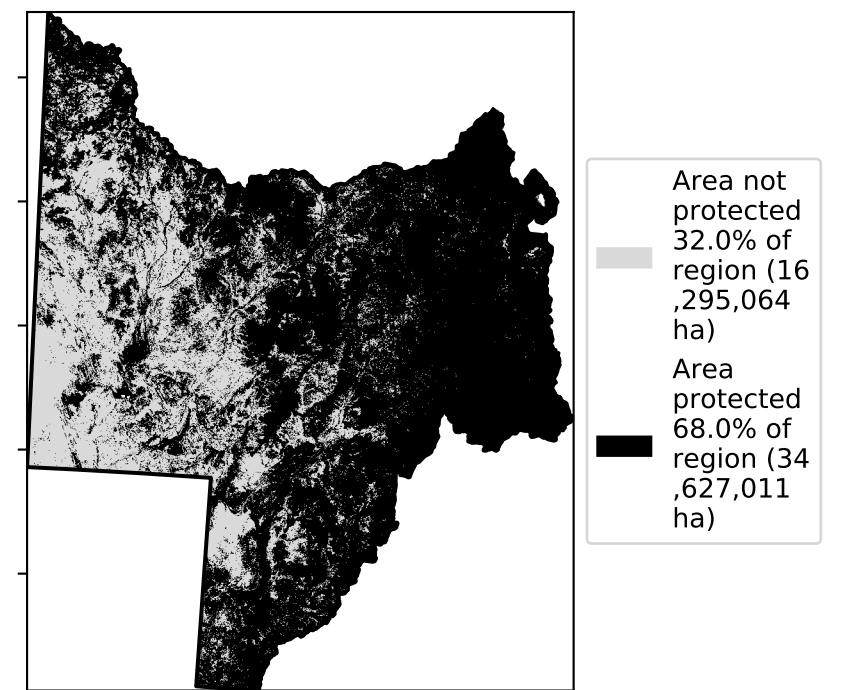 Area not
protected
32.0% of
region (16
,295,064
ha)
Area
protected
68.0% of
region (34
,627,011
ha)